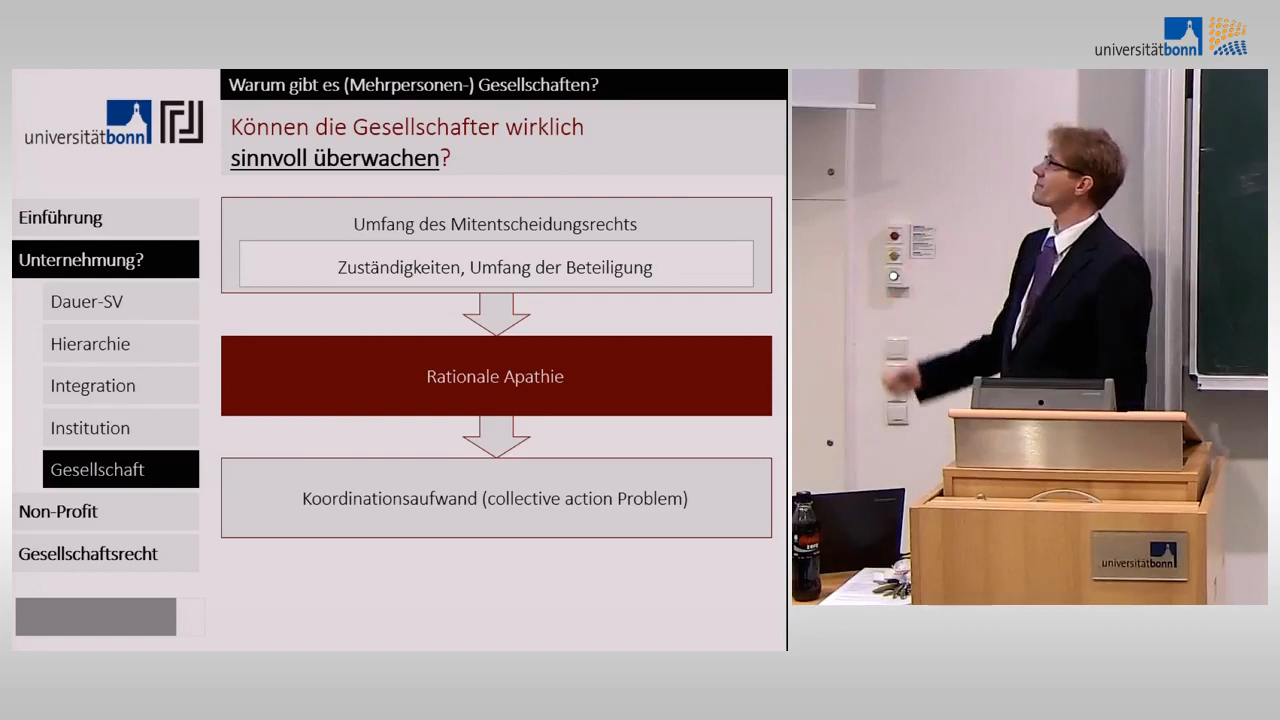 universitätbonn
Warum gibt es (Mehrpersonen-) Gesellschaften?
universitätbonn
Können die Gesellschafter wirklich
sinnvoll überwachen?
Einführung
Unternehmung?
Dauer-SV
Hierarchie
Integration
Institution
Gesellschaft
Non-Profit
Gesellschaftsrecht
Umfang des Mitentscheidungsrechts
Zuständigkeiten, Umfang der Beteiligung
Rationale Apathie
Koordinationsaufwand (collective action Problem)
zero
universitätbonn